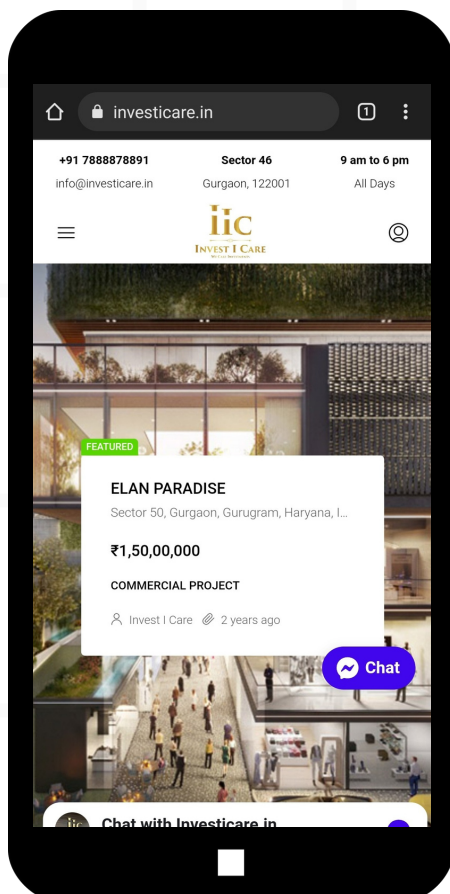 investicare.in
1
+91 7888878891
Sector 46
9 am to 6 pm
info@investicare.in
Gurgaon, 122001
All Days
iic
INVEST I CARE
FEATURED
ELAN PARADISE
Sector 50, Gurgaon, Gurugram, Haryana, I...
₹1,50,00,000
COMMERCIAL PROJECT
Invest I Care
2 years ago
Chat
Chat with Investicare.in